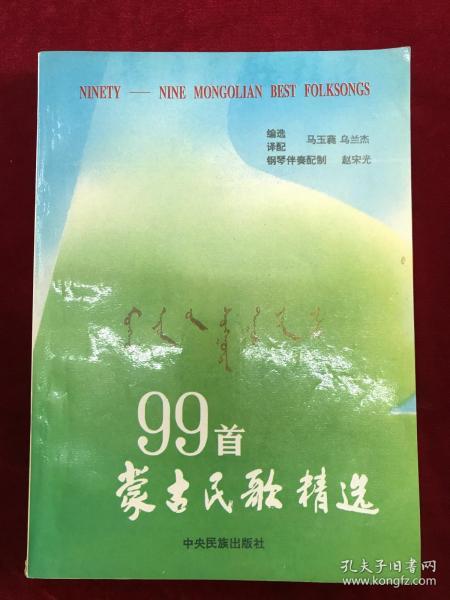 NINETY — NINE MONGOLIAN BEST FOLKSONGS
编选
译配 马玉蕤 乌兰杰
钢琴伴奏配制 赵宋光
99首
蒙古民歌精选
中央民族出版社
孔夫子旧书网
www.kongfz.com